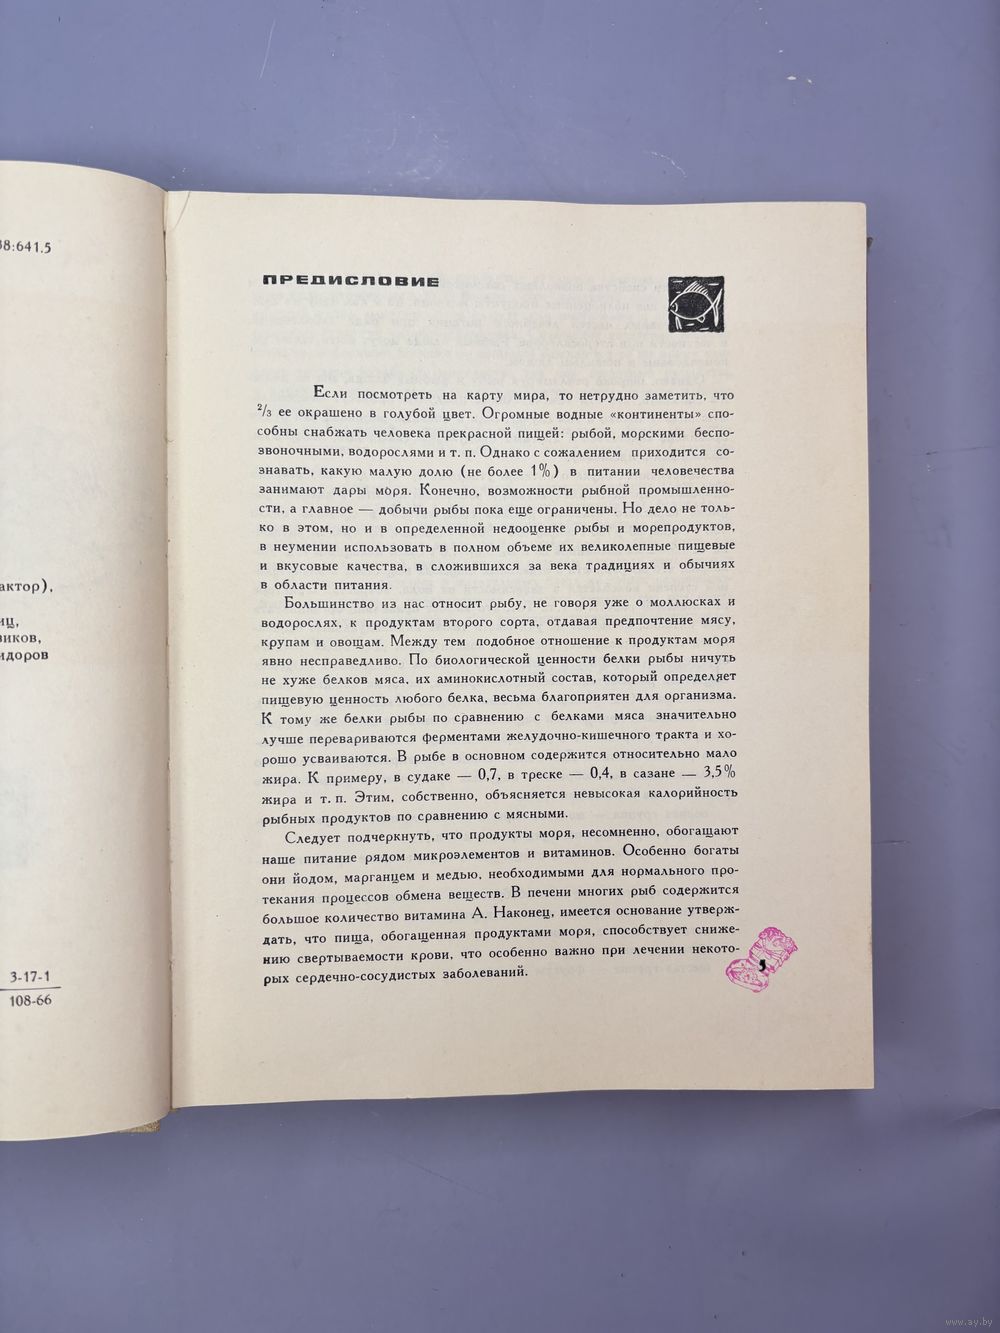 38:641.5
актор),
иц,
виков,
идоров
3-17-1
108-66
ПРЕДИСЛОВИЕ
Если посмотреть на карту мира, то нетрудно заметить, что
2/3 ее окрашено в голубой цвет. Огромные водные «континенты» спо-
собны снабжать человека прекрасной пищей: рыбой, морскими беспо-
звоночными, водорослями и т. п. Однако с сожалением приходится со-
знавать, какую малую долю (не более 1%) в питании человечества
занимают дары моря. Конечно, возможности рыбной промышленно-
сти, а главное — добычи рыбы пока еще ограничены. Но дело не толь-
ко в этом, но и в определенной недооценке рыбы и морепродуктов,
в неумении использовать в полном объеме их великолепные пищевые
и вкусовые качества, в сложившихся за века традициях и обычиях
в области питания.
Большинство из нас относит рыбу, не говоря уже о моллюсках и
водорослях, к продуктам второго сорта, отдавая предпочтение мясу,
крупам и овощам. Между тем подобное отношение к продуктам моря
явно несправедливо. По биологической ценности белки рыбы ничуть
не хуже белков мяса, их аминокислотный состав, который определяет
пищевую ценность любого белка, весьма благоприятен для организма.
К тому же белки рыбы по сравнению с белками мяса значительно
лучше перевариваются ферментами желудочно-кишечного тракта и хо-
рошо усваиваются. В рыбе в основном содержится относительно мало
жира. К примеру, в судаке — 0,7, в треске — 0,4, в сазане — 3,5%
жира и т. п. Этим, собственно, объясняется невысокая калорийность
рыбных продуктов по сравнению с мясными.
Следует подчеркнуть, что продукты моря, несомненно, обогащают
наше питание рядом микроэлементов и витаминов. Особенно богаты
они йодом, марганцем и медью, необходимыми для нормального про-
текания процессов обмена веществ. В печени многих рыб содержится
большое количество витамина А. Наконец, имеется основание утверж-
дать, что пища, обогащенная продуктами моря, способствует сниже-
нию свертываемости крови, что особенно важно при лечении некото-
рых сердечно-сосудистых заболеваний.
5
www.ay.by